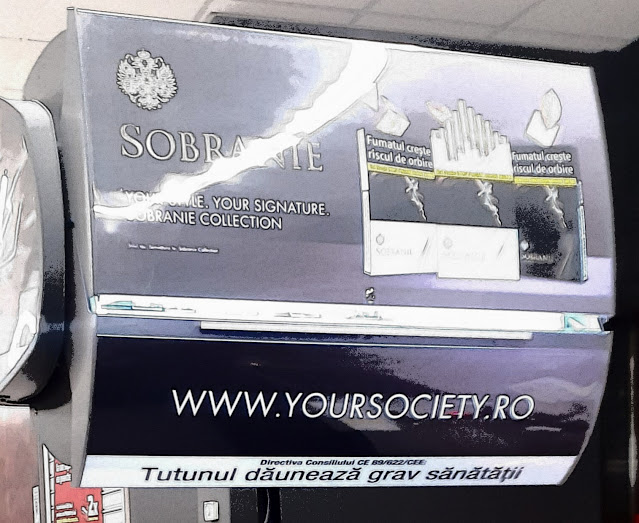 SOBRANIE
YOUR STYLE. YOUR SIGNATURE.
SOBRANIE COLLECTION
Fumatul crește
riscul de orbire
Fumatul crește
riscul de orbire
SOBRANIE
SOBRANIE
SOBRANIE
WWW.YOURSOCIETY.RO
Directiva Consiliului CE 89/622/CEE:
Tutunul dăunează grav sănătății